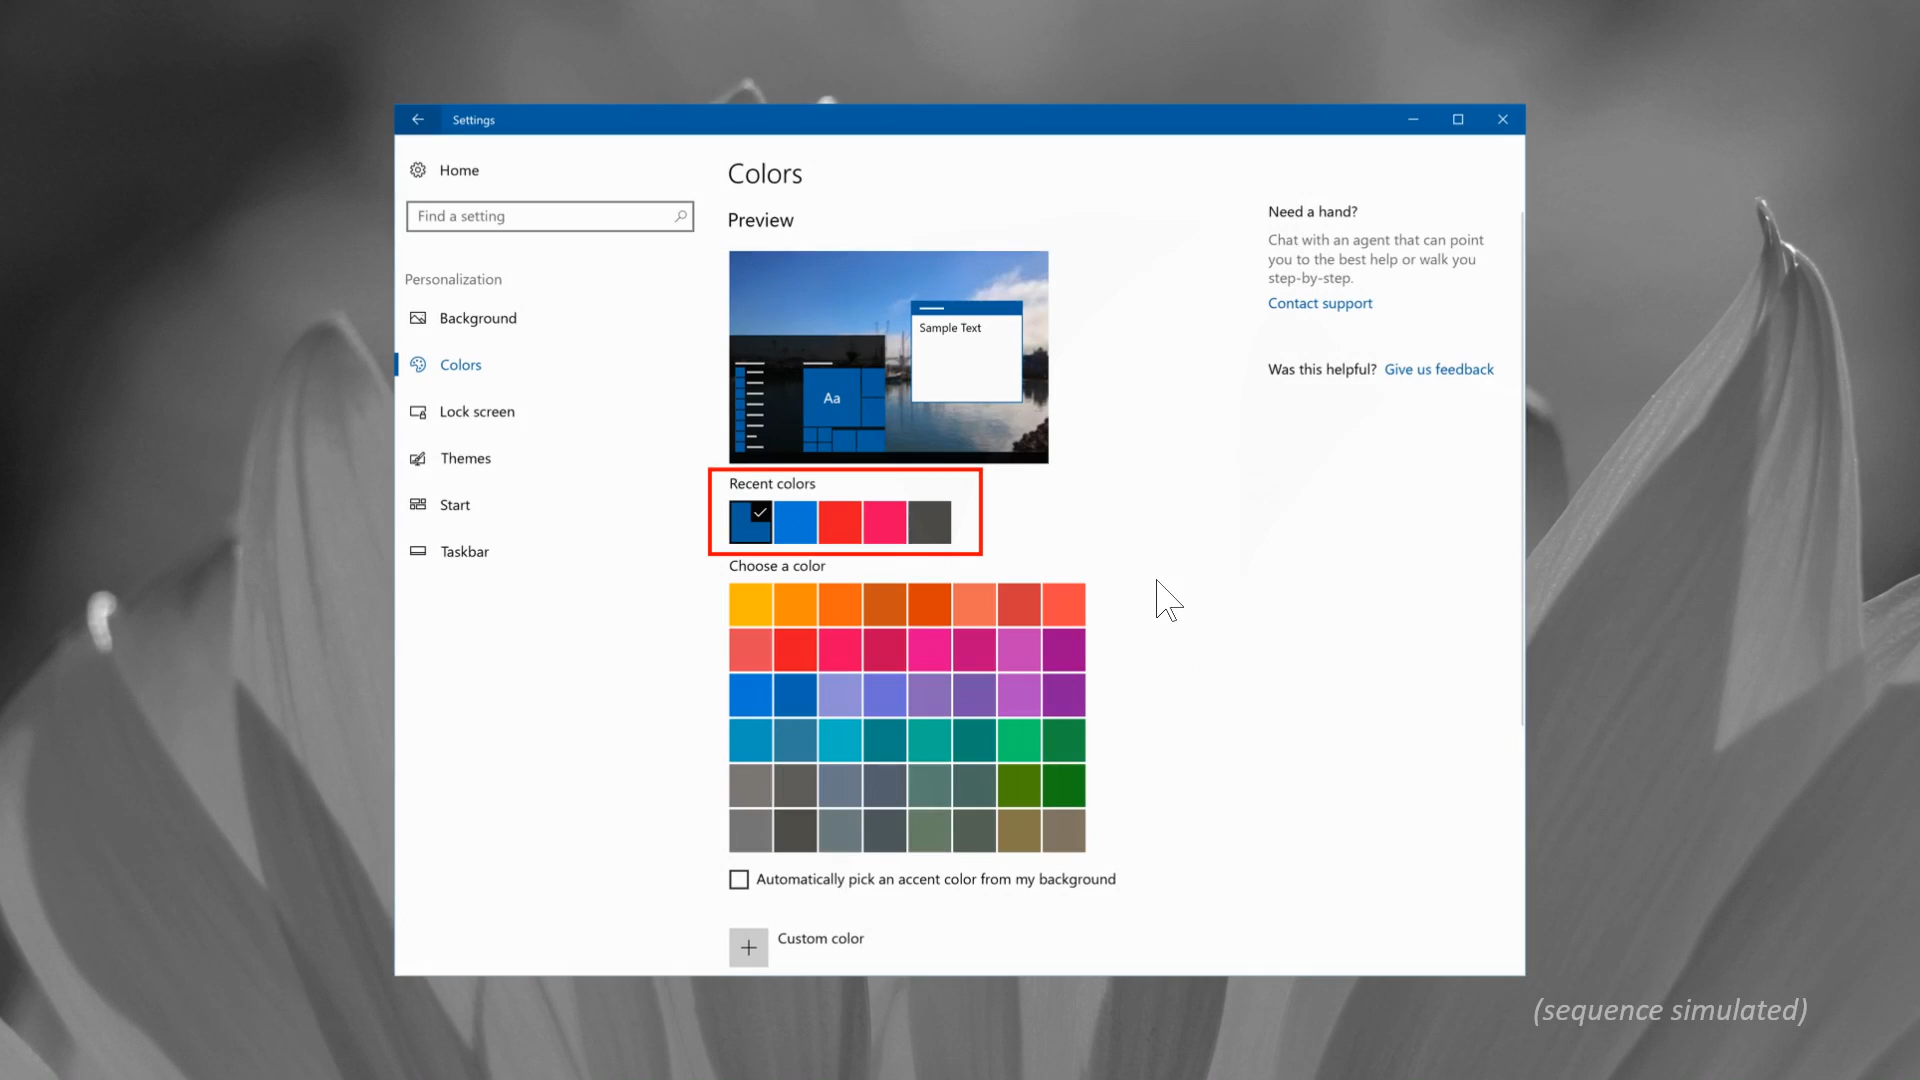 Settings
Home
Find a setting
Personalization
Background
Colors
Lock screen
Themes
Start
Taskbar
Colors
Preview
Sample Text
Aa
Recent colors
Choose a color
Automatically pick an accent color from my background
Custom color
Need a hand?
Chat with an agent that can point
you to the best help or walk you
step-by-step.
Contact support
Was this helpful? Give us feedback
(sequence simulated)